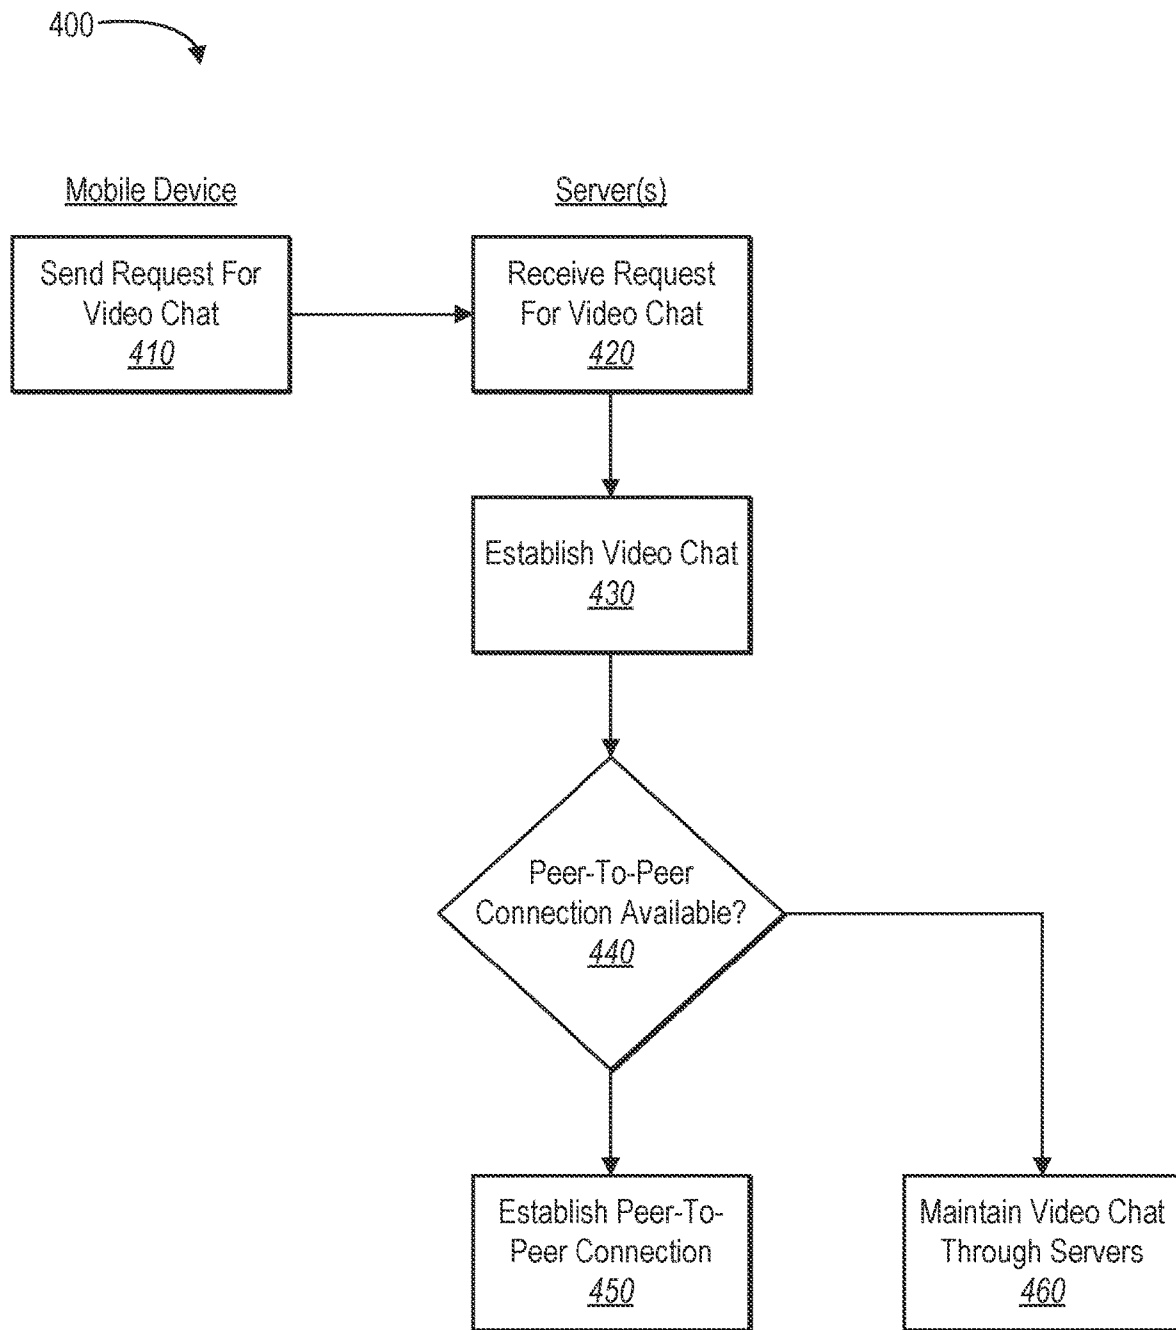 400
Mobile Device
Server(s)
Send Request For
Video Chat
410
Receive Request
For Video Chat
420
Establish Video Chat
430
Peer-To-Peer
Connection Available?
440
Establish Peer-To-
Peer Connection
450
Maintain Video Chat
Through Servers
460